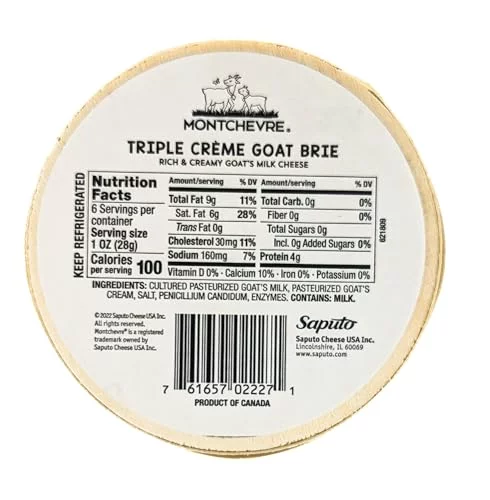 MONTCHEVRE®
TRIPLE CRÈME GOAT BRIE
RICH & CREAMY GOAT'S MILK CHEESE
KEEP REFRIGERATED
Nutrition
Facts
6 Servings per
container
Serving size
1 OZ (28g)
Calories
per serving 100
Amount/serving % DV
Total Fat 9g 11%
Sat. Fat 6g 28%
Trans Fat 0g
Cholesterol 30mg 11%
Sodium 160mg 7%
Amount/serving % DV
Total Carb. 0g 0%
Fiber 0g 0%
Total Sugars 0g
Incl. 0g Added Sugars 0%
Protein 4g
Vitamin D 0% · Calcium 10% · Iron 0% · Potassium 0%
621809
INGREDIENTS: CULTURED PASTEURIZED GOAT'S MILK, PASTEURIZED GOAT'S
CREAM, SALT, PENICILLIUM CANDIDUM, ENZYMES. CONTAINS: MILK.
©2022 Saputo Cheese USA Inc.
All rights reserved.
Montchevre® is a registered
trademark owned by
Saputo Cheese USA Inc.
7 61657 02227 1
PRODUCT OF CANADA
Saputo
Saputo Cheese USA Inc.
Lincolnshire, IL 60069
www.saputo.com